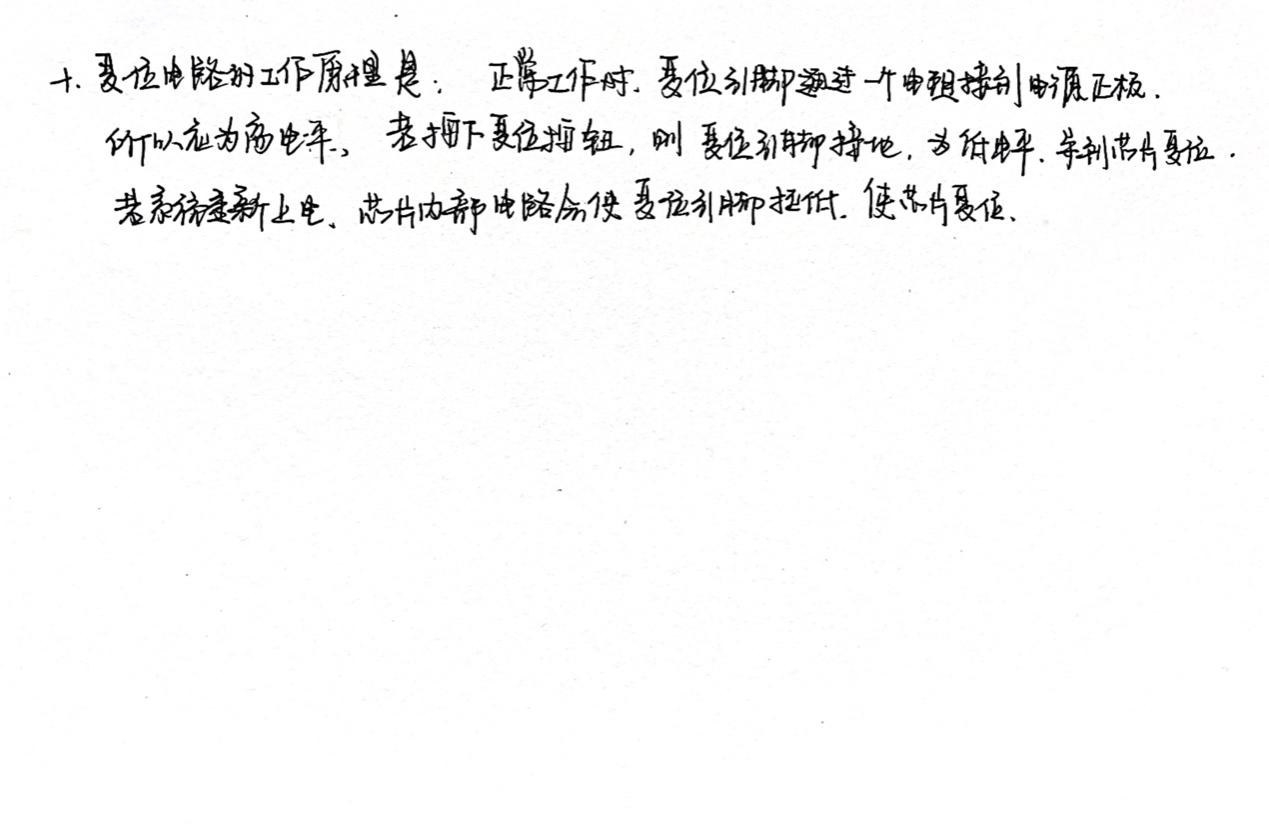 十. 复位电路的工作原理是: 正常工作时. 复位引脚通过一个电阻接到电源正极.
所以应为高电平、若按下复位按钮, 则复位引脚接地, 为低电平. 芯片复位.
若系统重新上电、芯片内部电路会使复位引脚拉低. 使芯片复位.